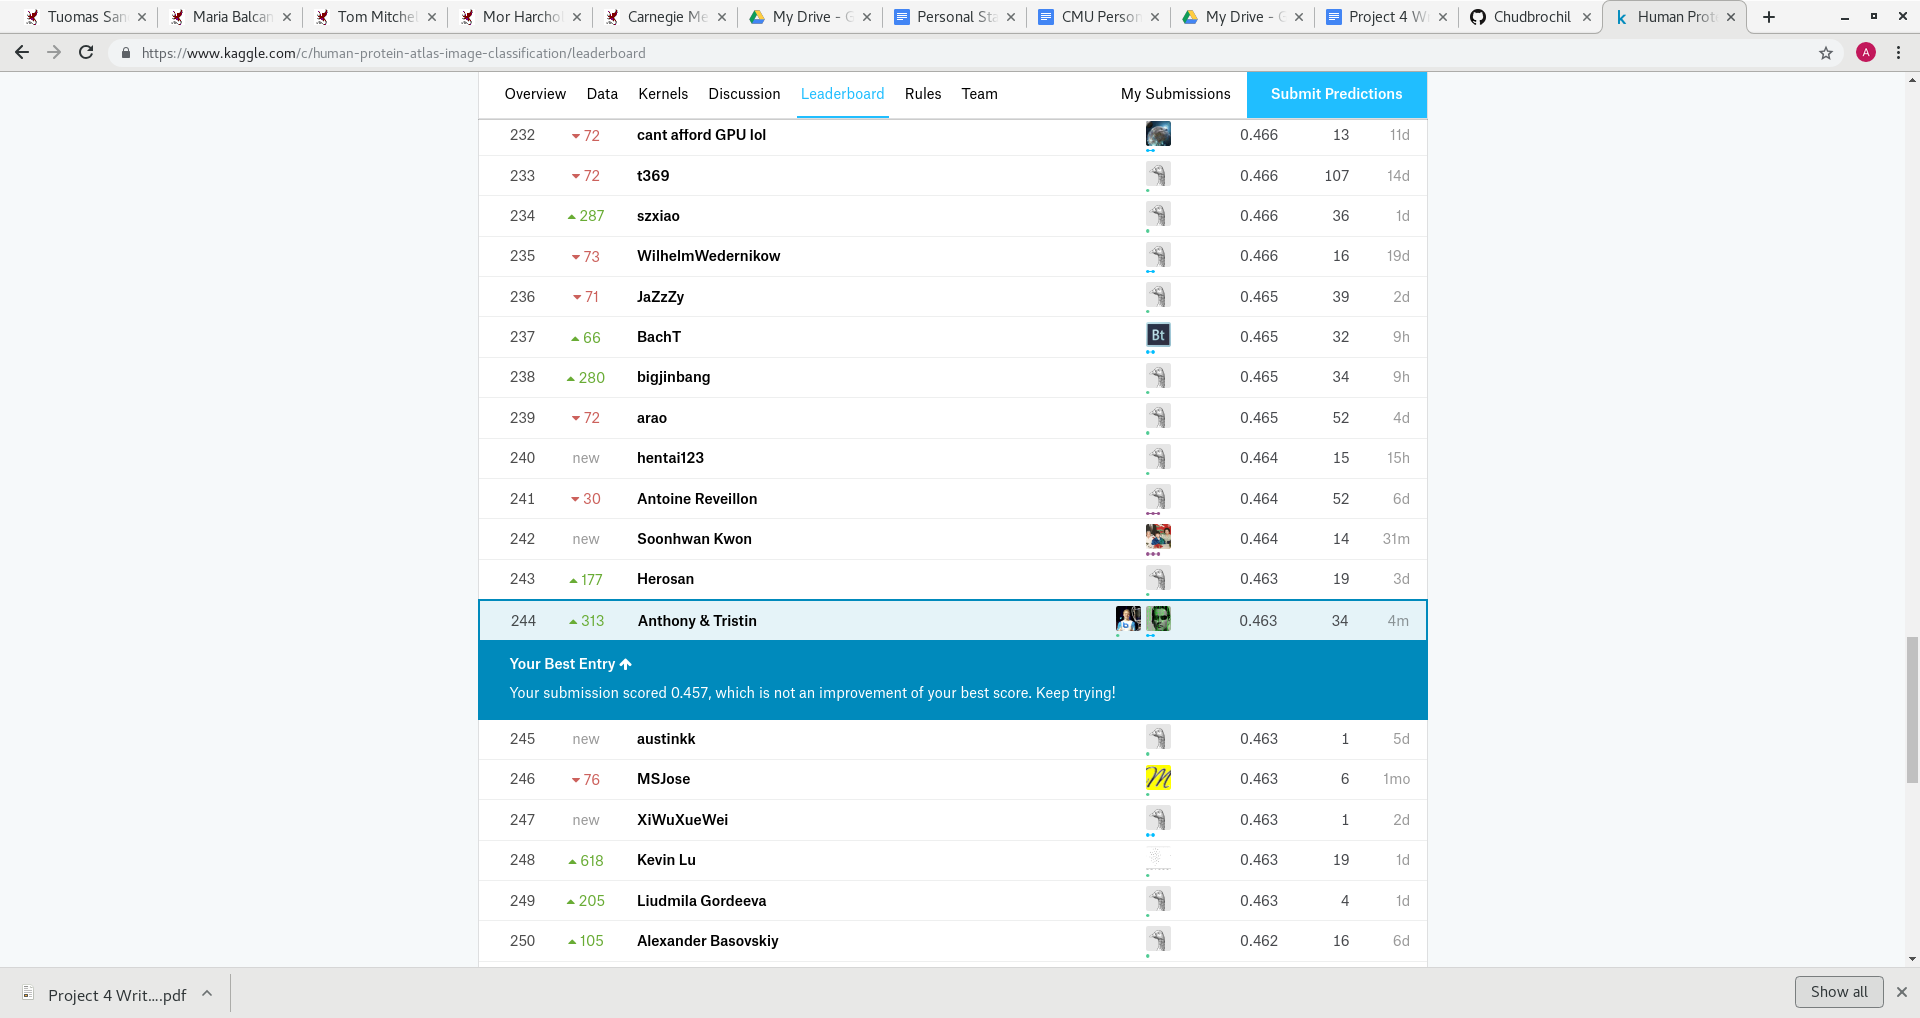 Tuomas San
Maria Balcan
Tom Mitchel
Mor Harchol
Carnegie Me
My Drive - G
Personal Sta
CMU Person
My Drive - G
Project 4 Wr
Chudbrochil
Human Prote
https://www.kaggle.com/c/human-protein-atlas-image-classification/leaderboard
A
Overview Data Kernels Discussion Leaderboard Rules Team My Submissions Submit Predictions
232 72 cant afford GPU lol 0.466 13 11d
233 72 t369 0.466 107 14d
234 287 szxiao 0.466 36 1d
235 73 WilhelmWedernikow 0.466 16 19d
236 71 JaZzZy 0.465 39 2d
237 66 BachT Bt 0.465 32 9h
238 280 bigjinbang 0.465 34 9h
239 72 arao 0.465 52 4d
240 new hentai123 0.464 15 15h
241 30 Antoine Reveillon 0.464 52 6d
242 new Soonhwan Kwon 0.464 14 31m
243 177 Herosan 0.463 19 3d
244 313 Anthony & Tristin 0.463 34 4m
Your Best Entry
Your submission scored 0.457, which is not an improvement of your best score. Keep trying!
245 new austinkk 0.463 1 5d
246 76 MSJose M 0.463 6 1mo
247 new XiWuXueWei 0.463 1 2d
248 618 Kevin Lu 0.463 19 1d
249 205 Liudmila Gordeeva 0.463 4 1d
250 105 Alexander Basovskiy 0.462 16 6d
Project 4 Writ....pdf
Show all